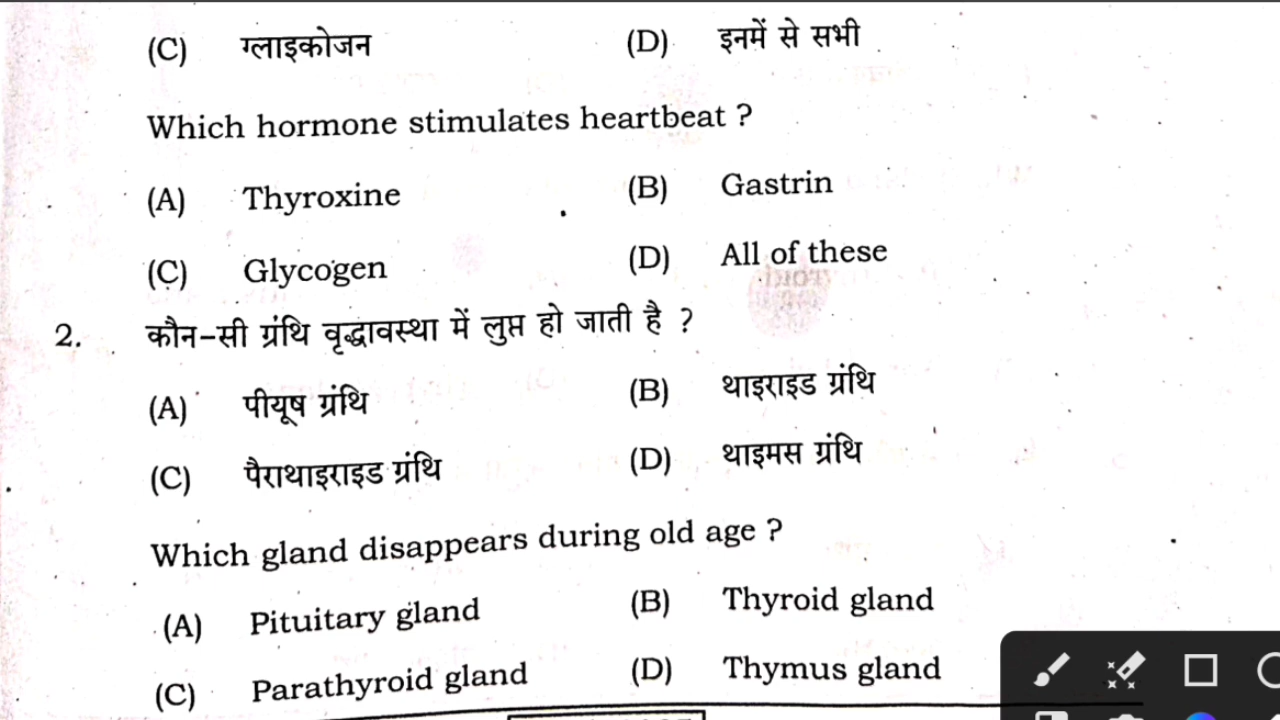 (C) ग्लाइकोजन (D) इनमें से सभी
Which hormone stimulates heartbeat ?
(A) Thyroxine (B) Gastrin
(C) Glycogen (D) All of these
2. कौन-सी ग्रंथि वृद्धावस्था में लुप्त हो जाती है ?
(A) पीयूष ग्रंथि (B) थाइराइड ग्रंथि
(C) पैराथाइराइड ग्रंथि (D) थाइमस ग्रंथि
Which gland disappears during old age ?
(A) Pituitary gland (B) Thyroid gland
(C) Parathyroid gland (D) Thymus gland